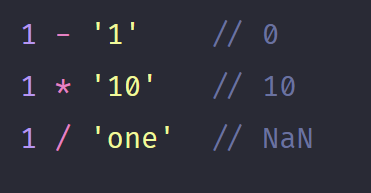 1 - '1'   // 0
1 * '10'  // 10
1 / 'one' // NaN